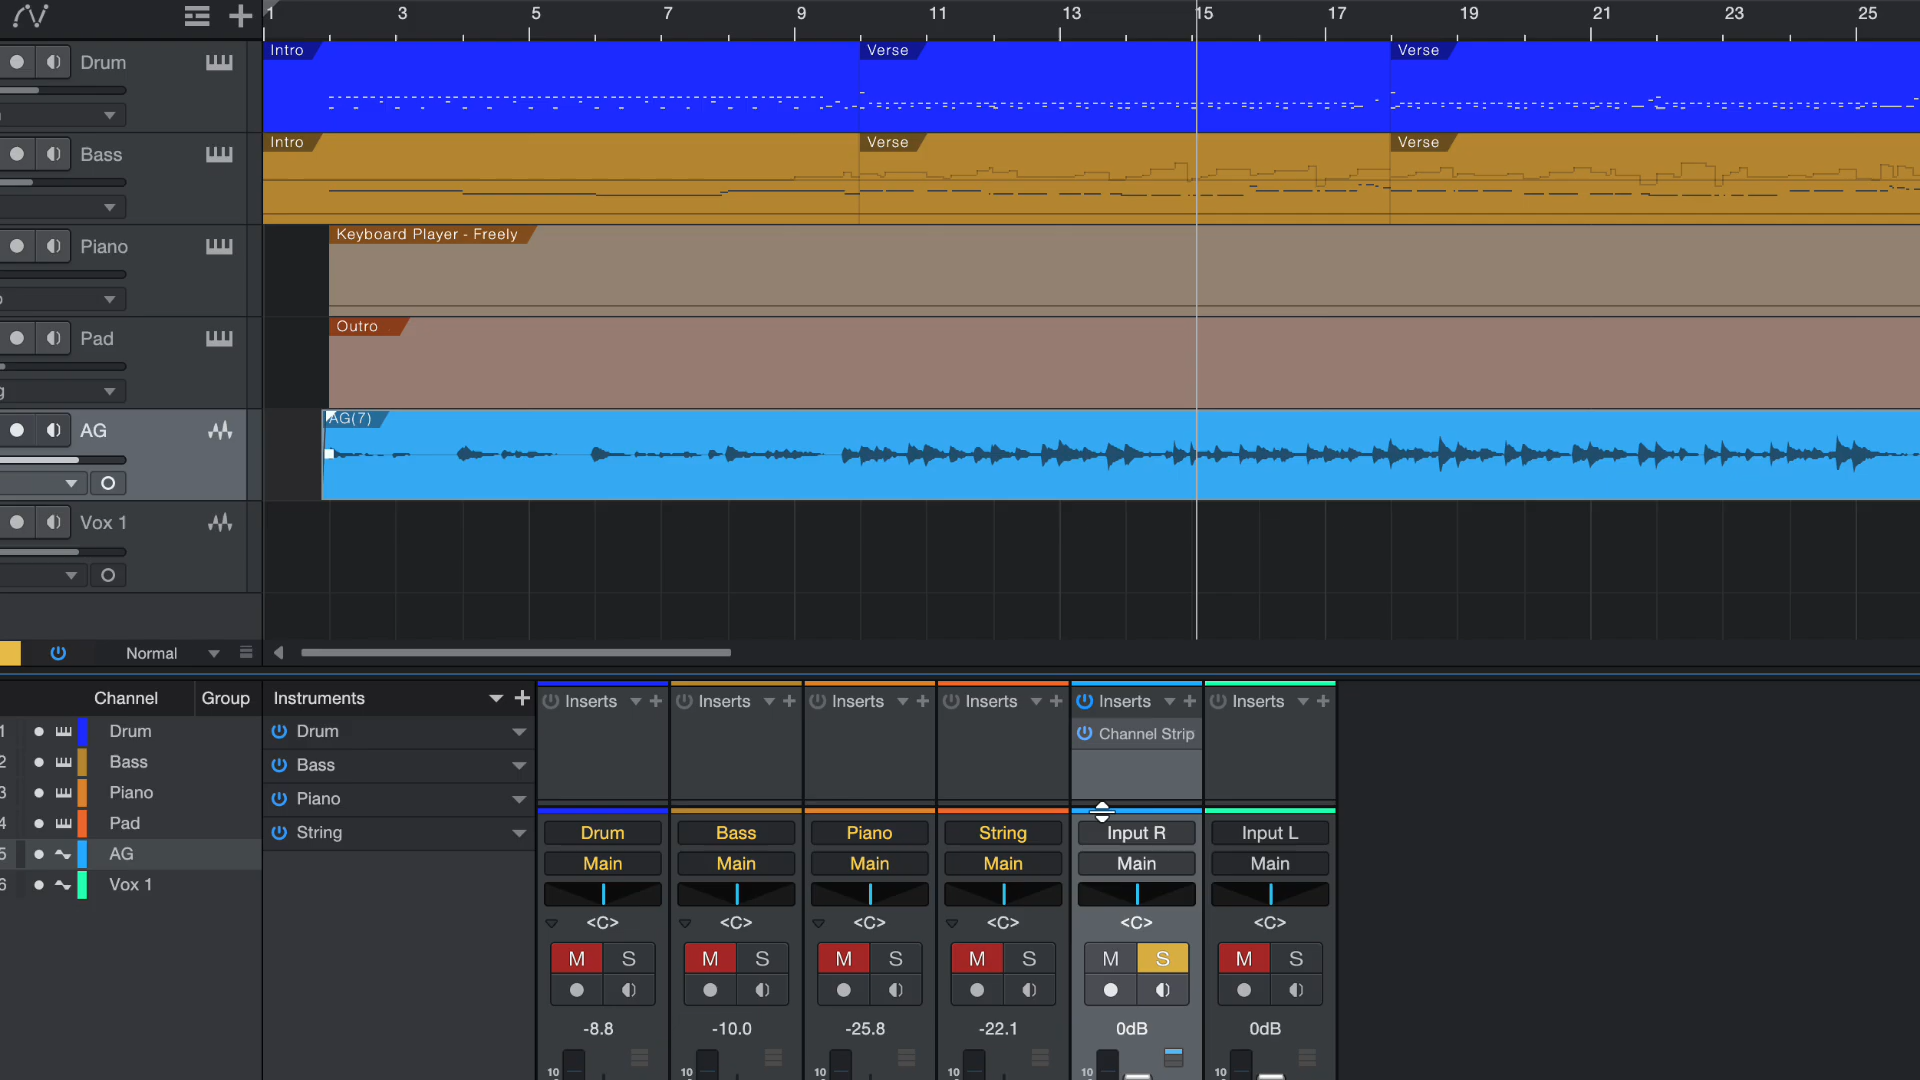 1 3 5 7 9 11 13 15 17 19 21 23 25
Intro Verse Verse
Drum
Intro Verse Verse
Bass
Keyboard Player - Freely
Piano
Outro
Pad
AG(7)
AG
Vox 1
Normal
Channel Group
1 Drum
2 Bass
3 Piano
4 Pad
5 AG
6 Vox 1
Instruments
Drum
Bass
Piano
String
Inserts Inserts Inserts Inserts Inserts Inserts
Channel Strip
Drum Bass Piano String Input R Input L
Main Main Main Main Main Main
<C> <C> <C> <C> <C> <C>
M S M S M S M S M S M S
-8.8 -10.0 -25.8 -22.1 0dB 0dB
10 10 10 10 10 10